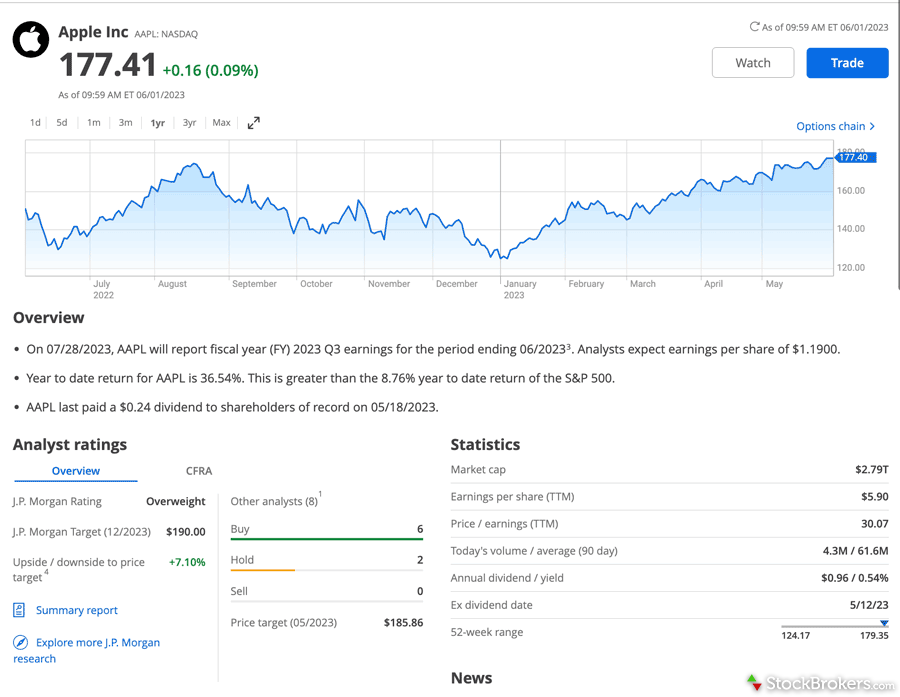 Apple Inc AAPL: NASDAQ
As of 09:59 AM ET 06/01/2023
177.41 +0.16 (0.09%)
Watch
Trade
As of 09:59 AM ET 06/01/2023
1d 5d 1m 3m 1yr 3yr Max
Options chain
180.00
177.40
160.00
140.00
120.00
July August September October November December January February March April May
2022 2023
Overview
• On 07/28/2023, AAPL will report fiscal year (FY) 2023 Q3 earnings for the period ending 06/2023³. Analysts expect earnings per share of $1.1900.
• Year to date return for AAPL is 36.54%. This is greater than the 8.76% year to date return of the S&P 500.
• AAPL last paid a $0.24 dividend to shareholders of record on 05/18/2023.
Analyst ratings
Overview CFRA
J.P. Morgan Rating Overweight
J.P. Morgan Target (12/2023) $190.00
Upside / downside to price +7.10%
target 4
Summary report
Explore more J.P. Morgan
research
Other analysts (8) 1
Buy 6
Hold 2
Sell 0
Price target (05/2023) $185.86
Statistics
Market cap $2.79T
Earnings per share (TTM) $5.90
Price / earnings (TTM) 30.07
Today's volume / average (90 day) 4.3M / 61.6M
Annual dividend / yield $0.96 / 0.54%
Ex dividend date 5/12/23
52-week range 124.17 179.35
News
StockBrokers.com